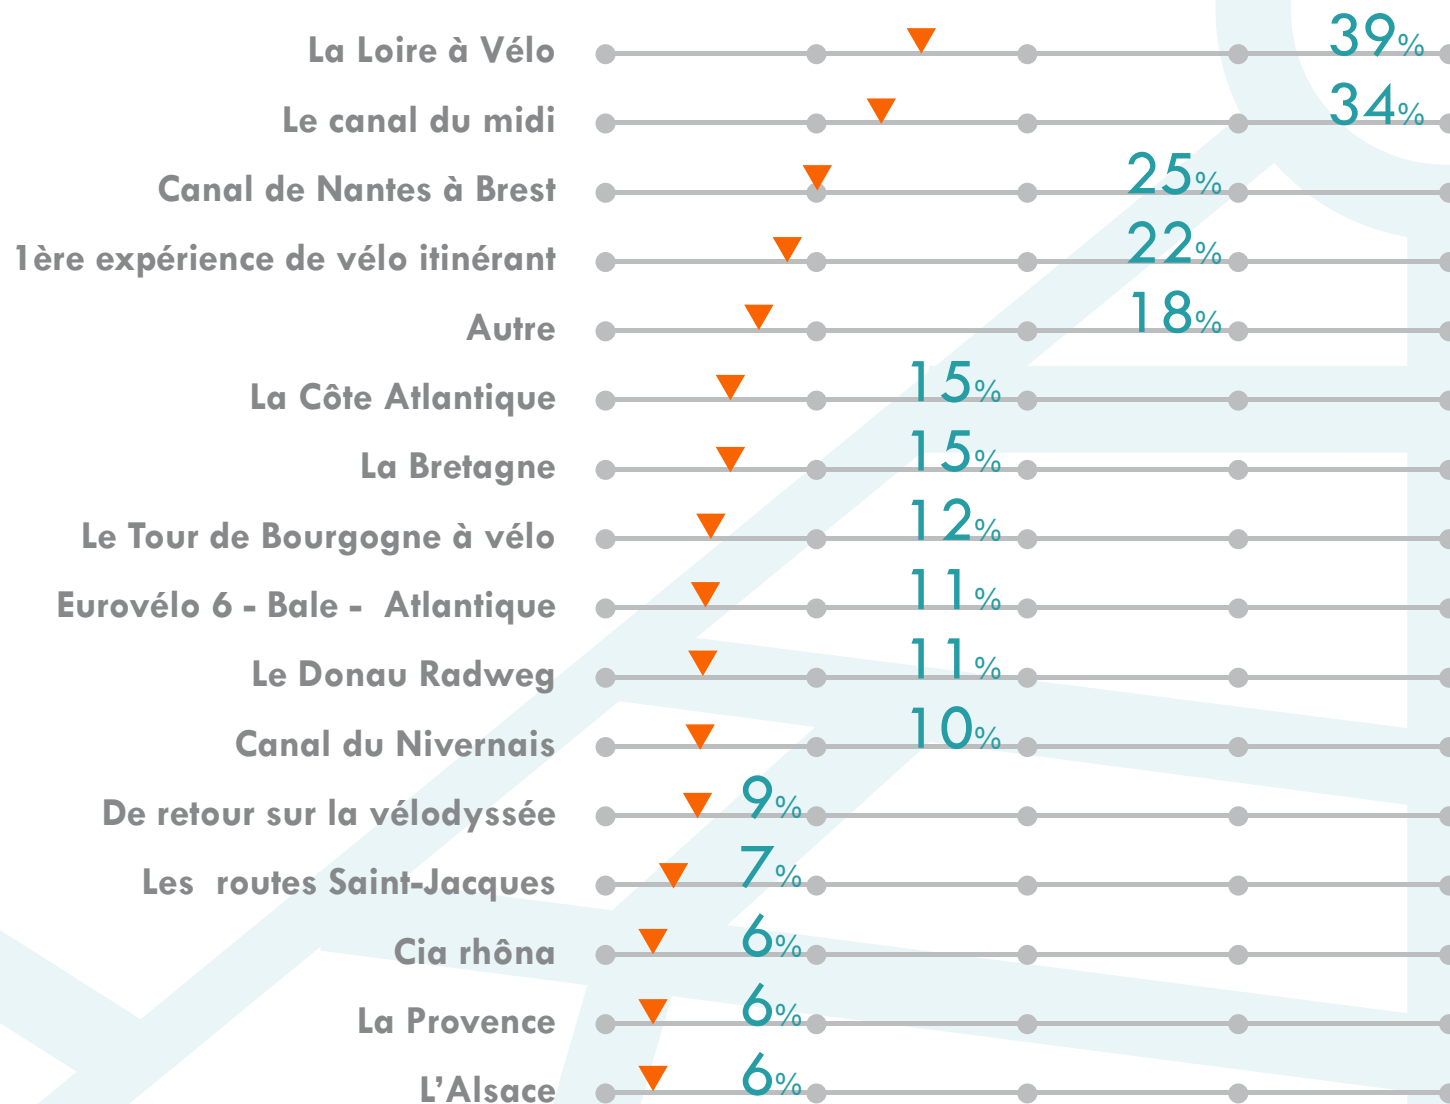 La Loire à Vélo 39%
Le canal du midi 34%
Canal de Nantes à Brest 25%
1ère expérience de vélo itinérant 22%
Autre 18%
La Côte Atlantique 15%
La Bretagne 15%
Le Tour de Bourgogne à vélo 12%
Eurovélo 6 - Bale - Atlantique 11%
Le Donau Radweg 11%
Canal du Nivernais 10%
De retour sur la vélodyssée 9%
Les routes Saint-Jacques 7%
Cia rhôna 6%
La Provence 6%
L’Alsace 6%